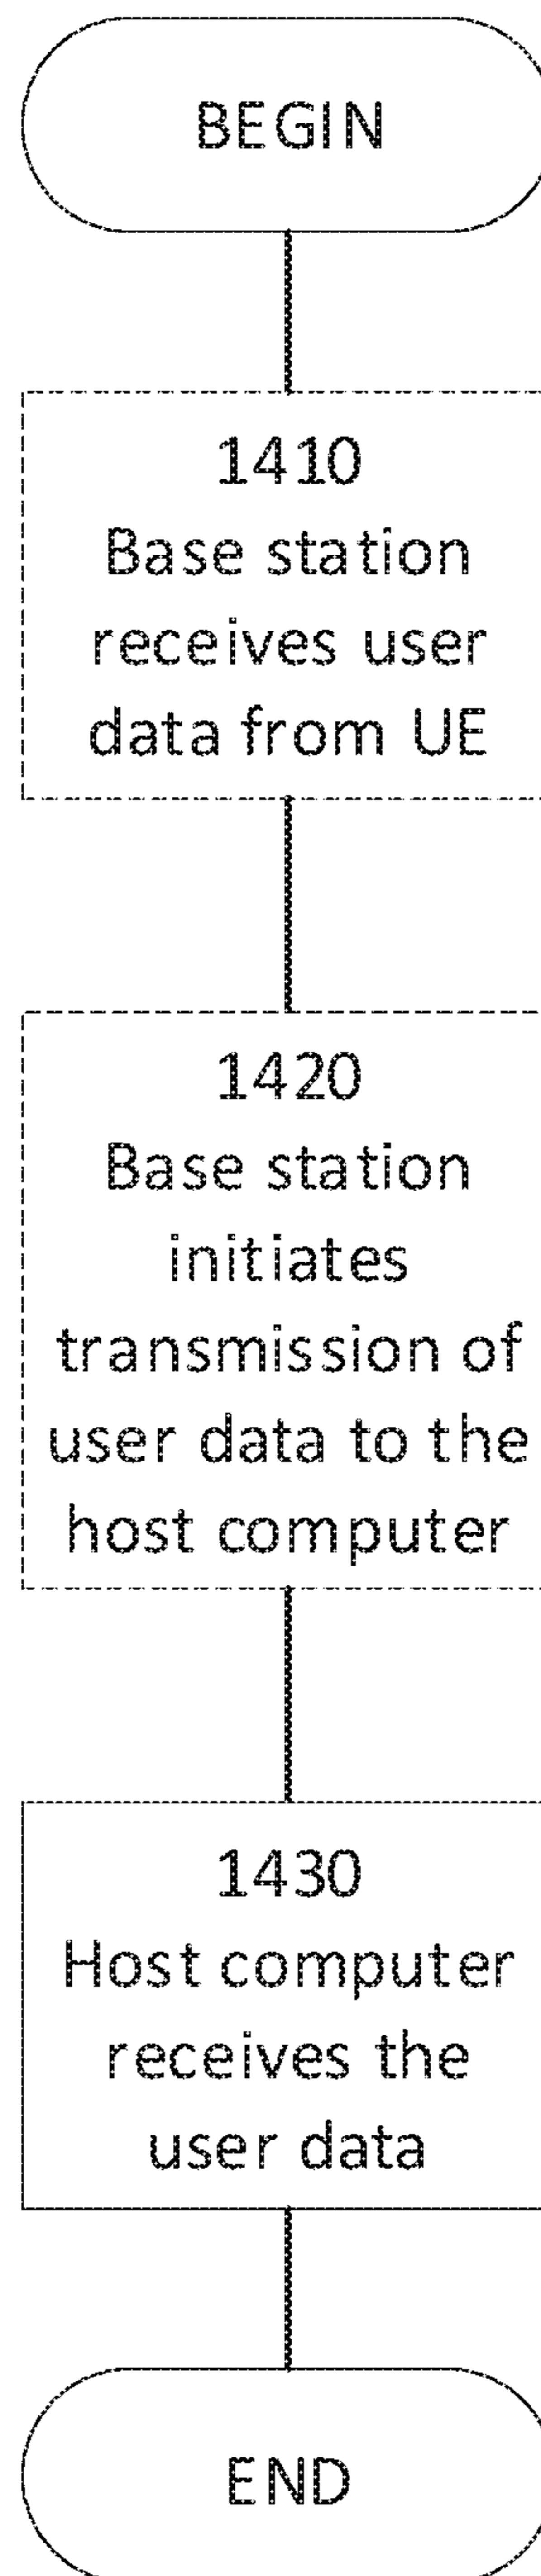 BEGIN
1410
Base station
receives user
data from UE
1420
Base station
initiates
transmission of
user data to the
host computer
1430
Host computer
receives the
user data
END